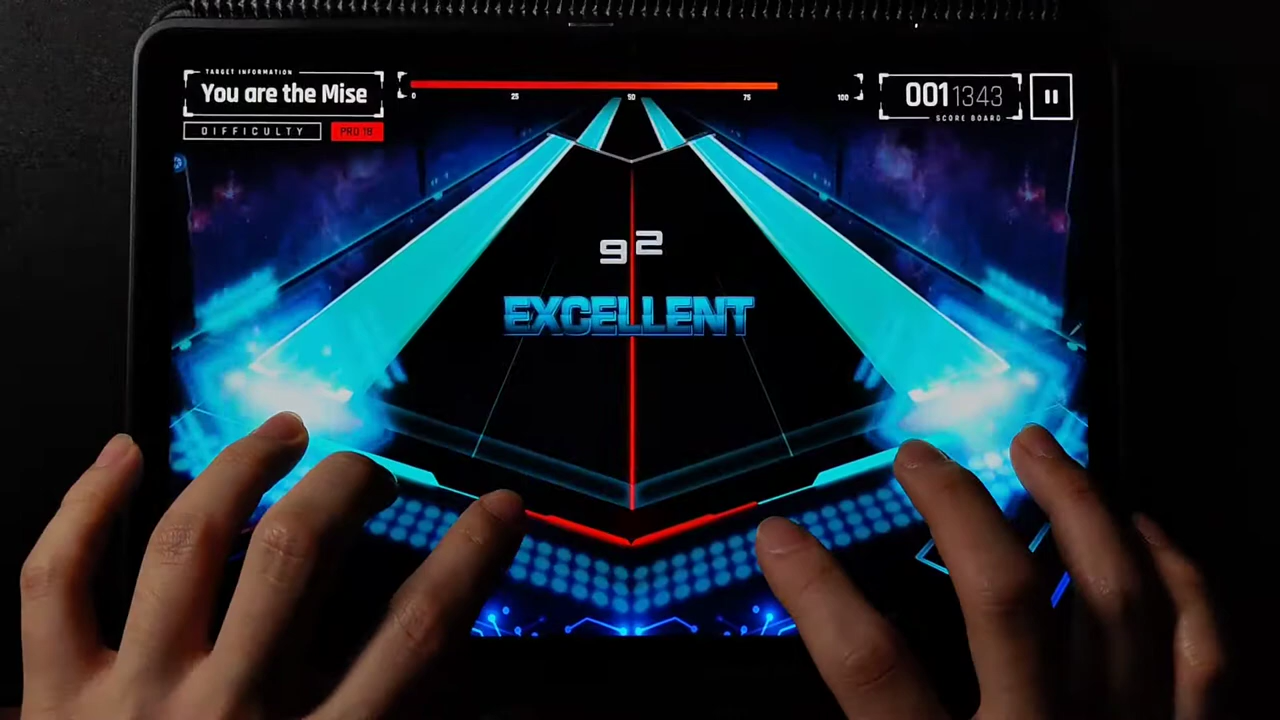 TARGET INFORMATION
You are the Mise
DIFFICULTY PRO 18
0 25 50 75 100
0011343
SCORE BOARD
92
EXCELLENT